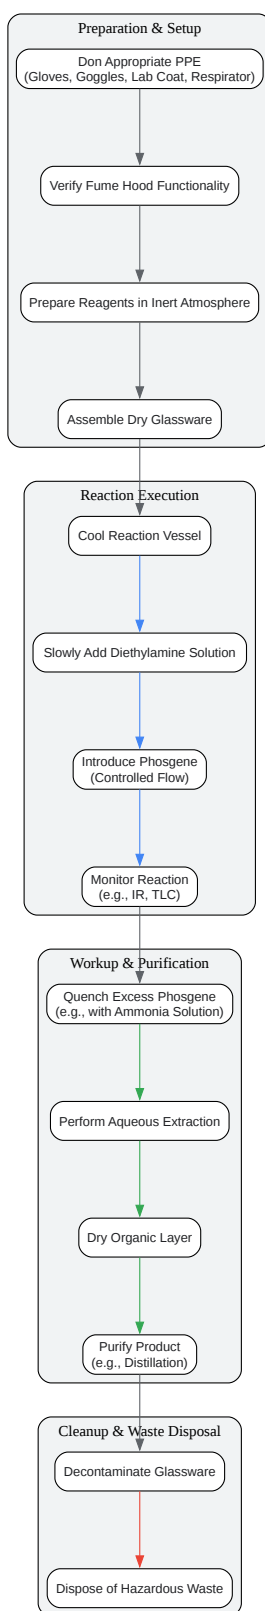 Preparation & Setup
Don Appropriate PPE
(Gloves, Goggles, Lab Coat, Respirator)
Verify Fume Hood Functionality
Prepare Reagents in Inert Atmosphere
Assemble Dry Glassware
Reaction Execution
Cool Reaction Vessel
Slowly Add Diethylamine Solution
Introduce Phosgene
(Controlled Flow)
Monitor Reaction
(e.g., IR, TLC)
Workup & Purification
Quench Excess Phosgene
(e.g., with Ammonia Solution)
Perform Aqueous Extraction
Dry Organic Layer
Purify Product
(e.g., Distillation)
Cleanup & Waste Disposal
Decontaminate Glassware
Dispose of Hazardous Waste